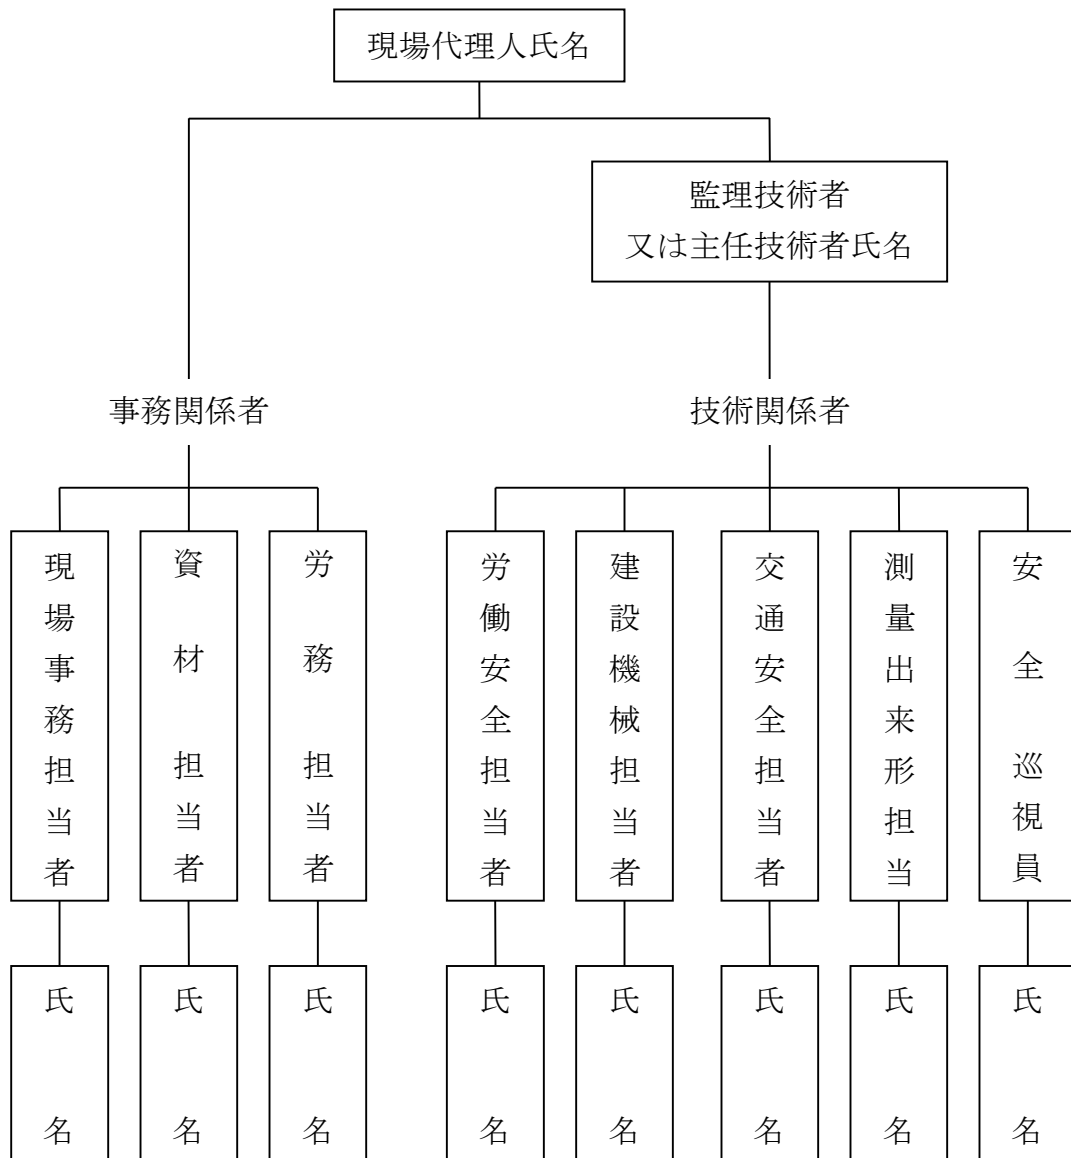 現場代理人氏名
監理技術者
又は主任技術者氏名
事務関係者
技術関係者
現場事務担当者
資材担当者
労務担当者
労働安全担当者
建設機械担当者
交通安全担当者
測量出来形担当
安全巡視員
氏名
氏名
氏名
氏名
氏名
氏名
氏名
氏名